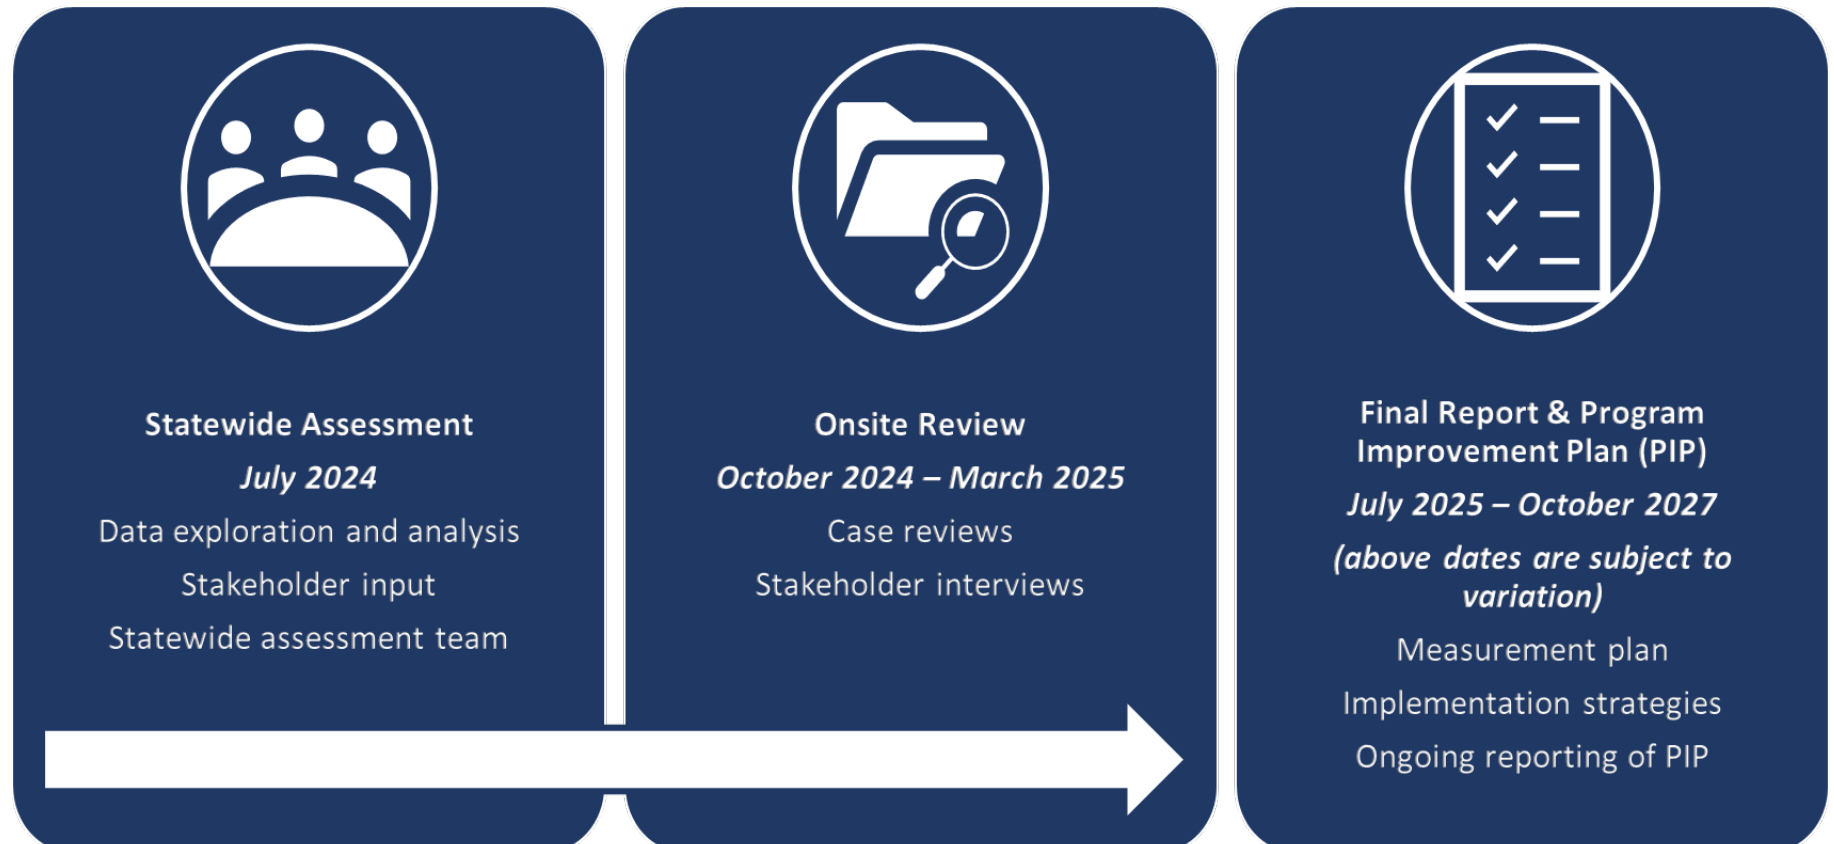 Statewide Assessment
July 2024
Data exploration and analysis
Stakeholder input
Statewide assessment team
Onsite Review
October 2024 – March 2025
Case reviews
Stakeholder interviews
Final Report & Program
Improvement Plan (PIP)
July 2025 – October 2027
(above dates are subject to
variation)
Measurement plan
Implementation strategies
Ongoing reporting of PIP